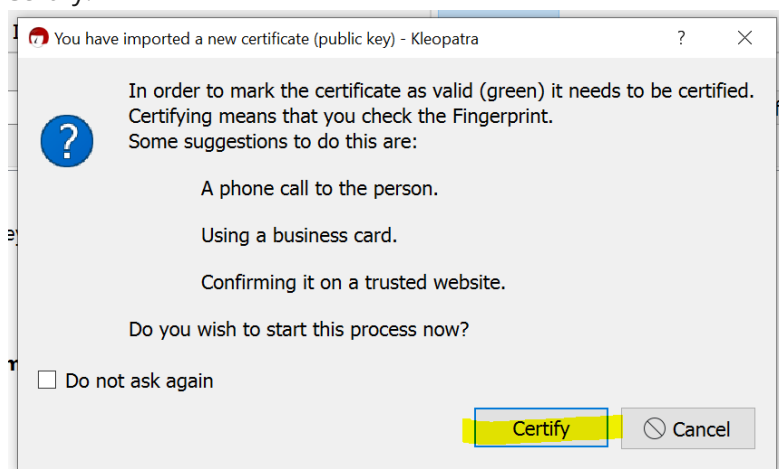 You have imported a new certificate (public key) - Kleopatra ? ×
In order to mark the certificate as valid (green) it needs to be certified.
Certifying means that you check the Fingerprint.
Some suggestions to do this are:
?
A phone call to the person.
Using a business card.
Confirming it on a trusted website.
Do you wish to start this process now?
Do not ask again
Certify Cancel